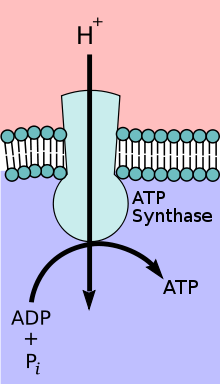 H+
ATP
Synthase
ATP
ADP
+
Pi